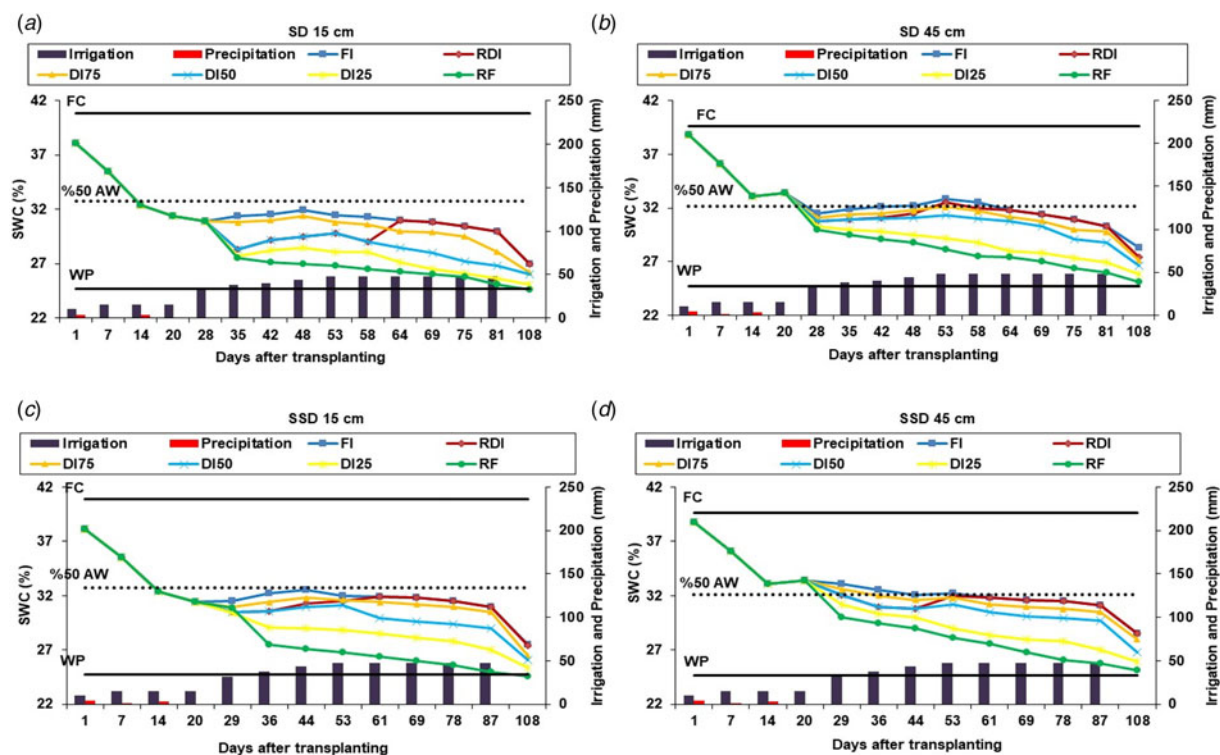 (a)
SD 15 cm
Irrigation Precipitation FI RDI
DI75 DI50 DI25 RF
42 250
FC
37 200
%50 AW
32 150
27 100
WP
50
22 0
SWC (%)
Irrigation and Precipitation (mm)
1 7 14 20 28 35 42 48 53 58 64 69 75 81 108
Days after transplanting
(b)
SD 45 cm
Irrigation Precipitation FI RDI
DI75 DI50 DI25 RF
42 250
FC
37 200
%50 AW
32 150
27 100
WP
50
22 0
SWC (%)
Irrigation and Precipitation (mm)
1 7 14 20 28 35 42 48 53 58 64 69 75 81 108
Days after transplanting
(c)
SSD 15 cm
Irrigation Precipitation FI RDI
DI75 DI50 DI25 RF
42 250
FC
37 200
%50 AW
32 150
27 100
WP
50
22 0
SWC (%)
Irrigation and Precipitation (mm)
1 7 14 20 29 36 44 53 61 69 78 87 108
Days after transplanting
(d)
SSD 45 cm
Irrigation Precipitation FI RDI
DI75 DI50 DI25 RF
42 250
FC
37 200
%50 AW
32 150
27 100
WP
50
22 0
SWC (%)
Irrigation and Precipitation (mm)
1 7 14 20 29 36 44 53 61 69 78 87 108
Days after transplanting